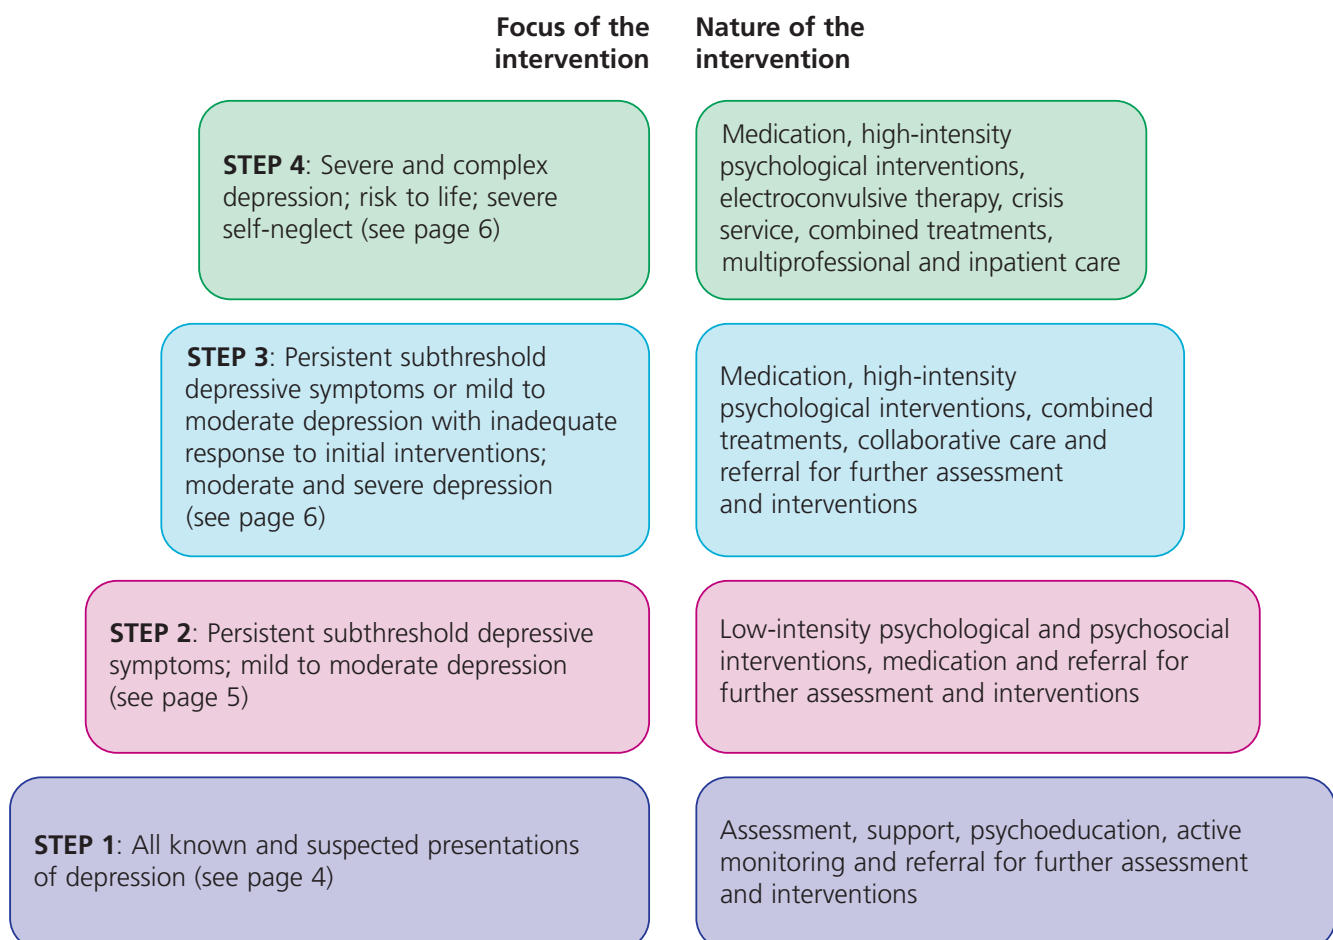 Focus of the
intervention
Nature of the
intervention
STEP 4: Severe and complex
depression; risk to life; severe
self-neglect (see page 6)
Medication, high-intensity
psychological interventions,
electroconvulsive therapy, crisis
service, combined treatments,
multiprofessional and inpatient care
STEP 3: Persistent subthreshold
depressive symptoms or mild to
moderate depression with inadequate
response to initial interventions;
moderate and severe depression
(see page 6)
Medication, high-intensity
psychological interventions, combined
treatments, collaborative care and
referral for further assessment
and interventions
STEP 2: Persistent subthreshold depressive
symptoms; mild to moderate depression
(see page 5)
Low-intensity psychological and psychosocial
interventions, medication and referral for
further assessment and interventions
STEP 1: All known and suspected presentations
of depression (see page 4)
Assessment, support, psychoeducation, active
monitoring and referral for further assessment
and interventions